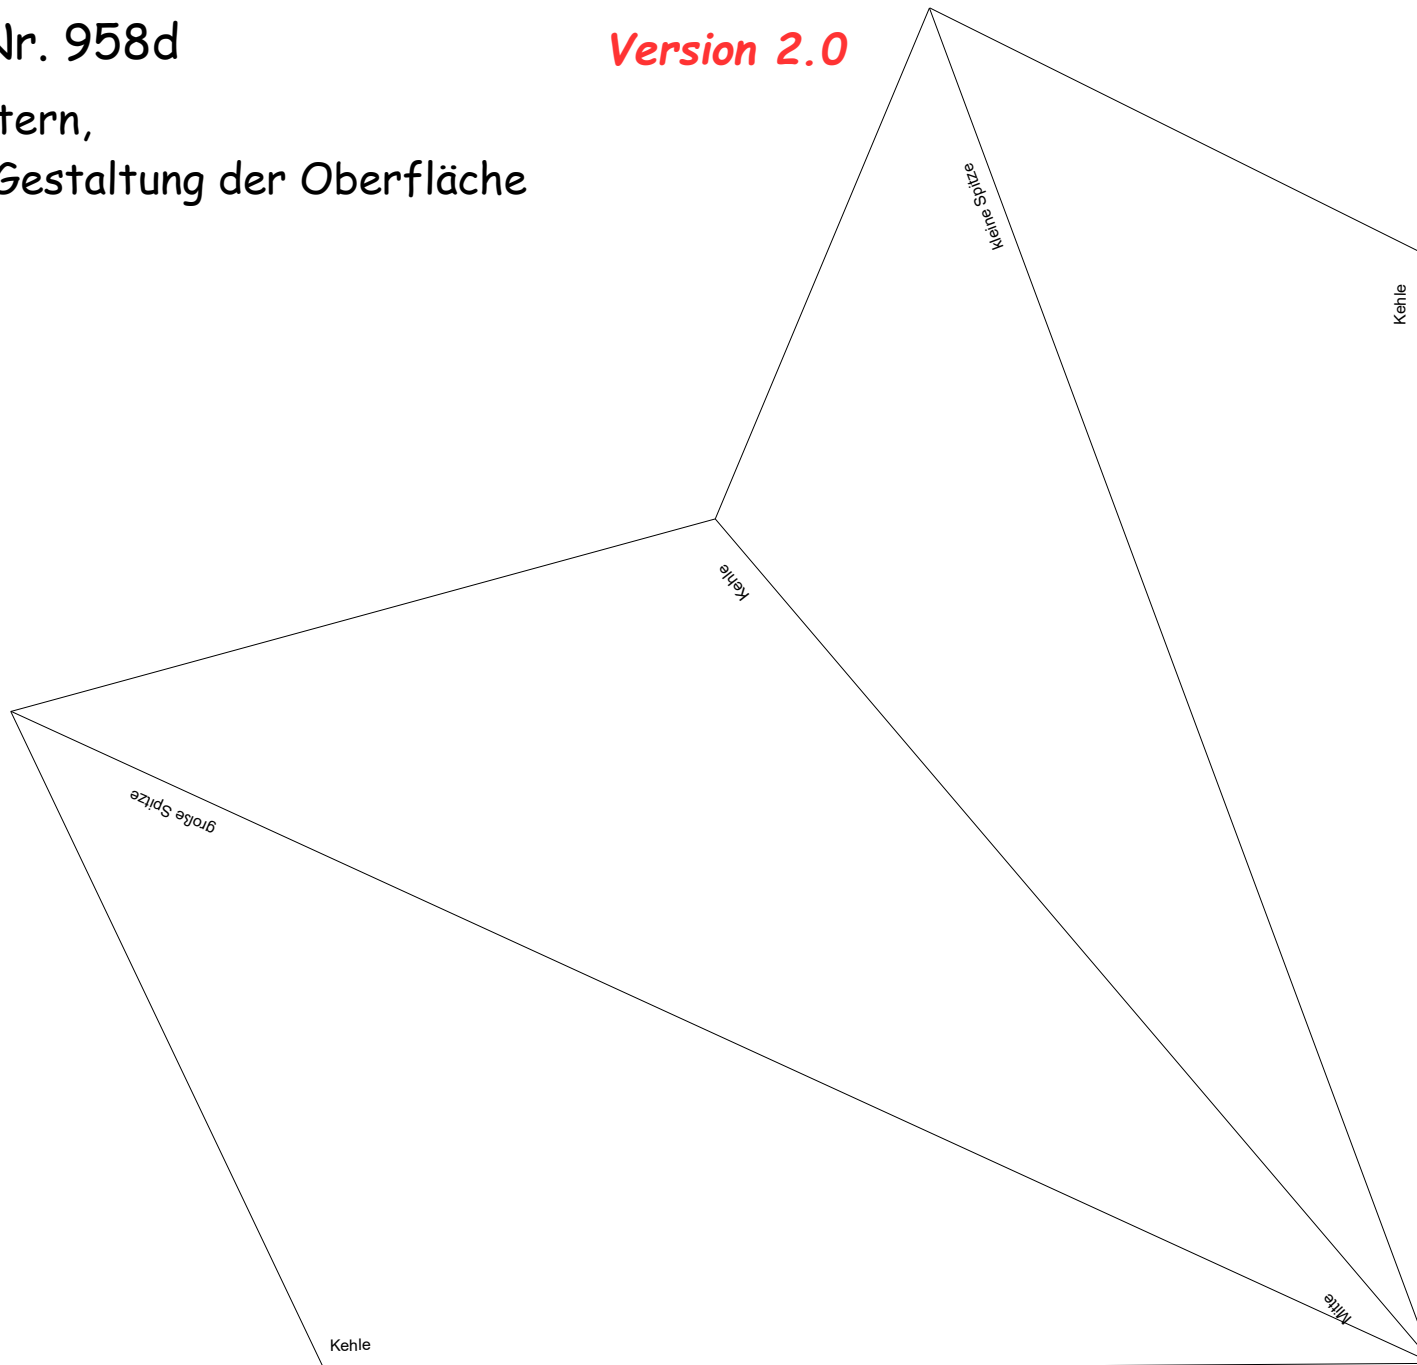 Nr. 958d
Version 2.0
tern,
Gestaltung der Oberfläche
kleine Spitze
Kehle
Kehle
große Spitze
Mitte
Kehle